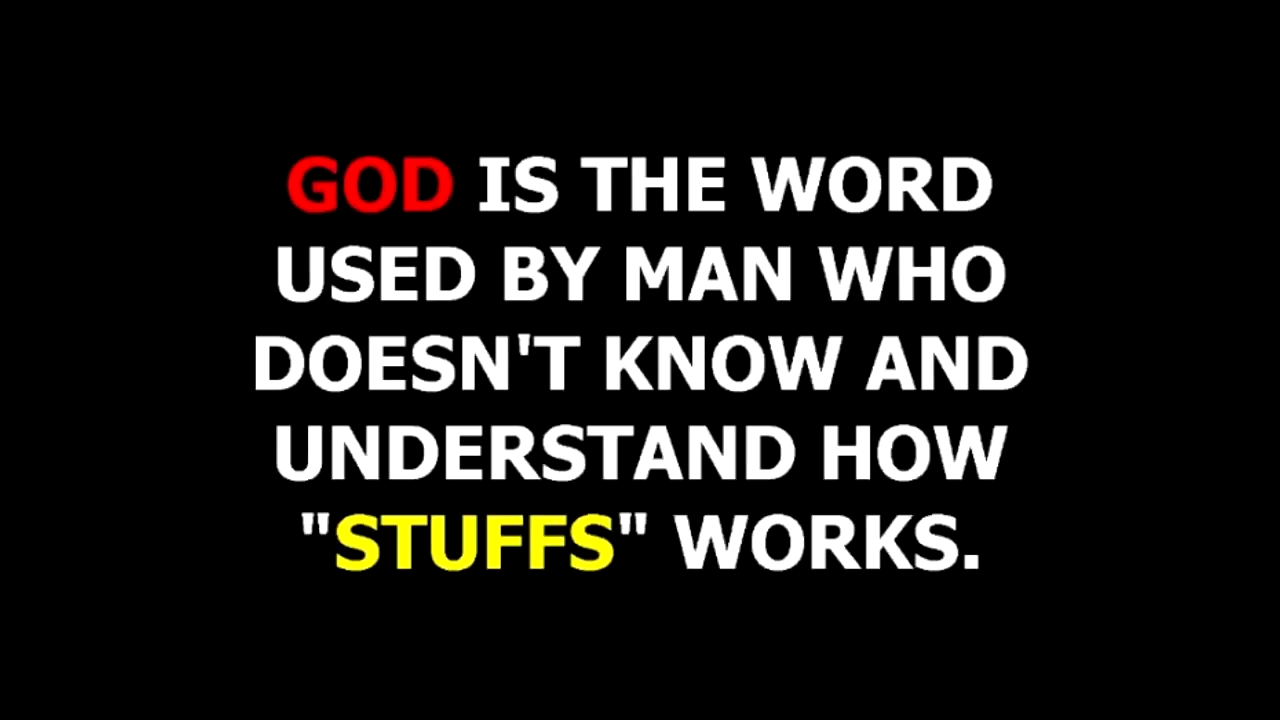 GOD IS THE WORD
USED BY MAN WHO
DOESN'T KNOW AND
UNDERSTAND HOW
"STUFFS" WORKS.